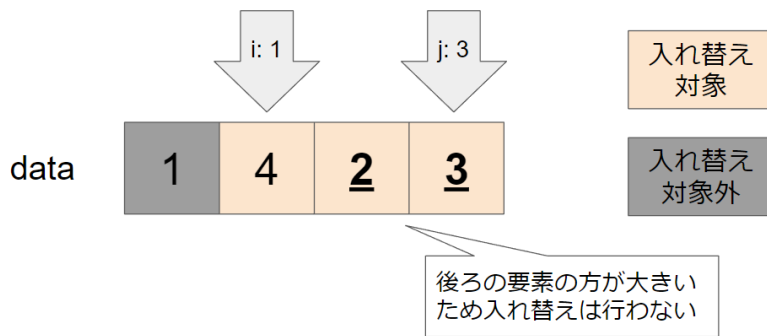 i: 1
j: 3
入れ替え
対象
data
1
4
2
3
入れ替え
対象外
後ろの要素の方が大きい
ため入れ替えは行わない